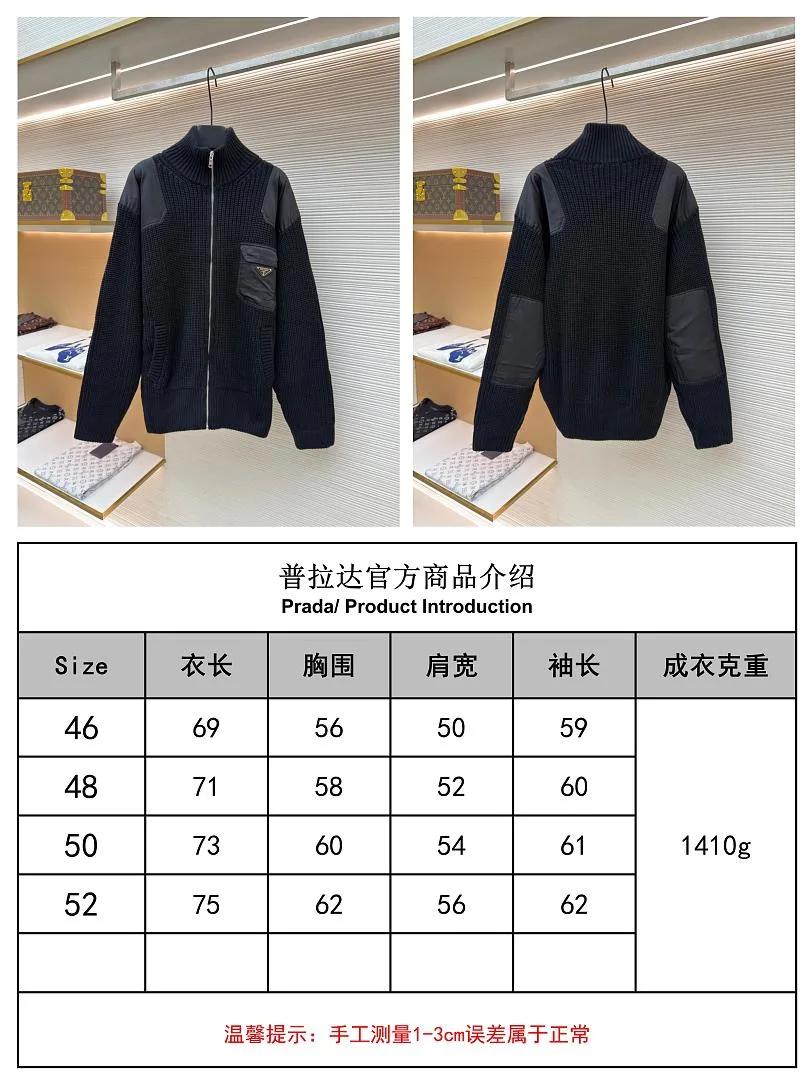 普拉达官方商品介绍
Prada/ Product Introduction
Size 衣长 胸围 肩宽 袖长 成衣克重
46 69 56 50 59
48 71 58 52 60
50 73 60 54 61
1410g
52 75 62 56 62
温馨提示：手工测量1-3cm误差属于正常